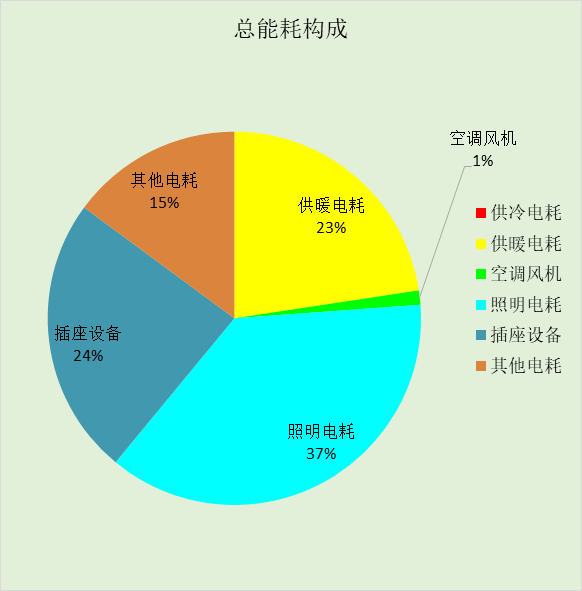 总能耗构成
空调风机
1%
其他电耗
15%
供暖电耗
23%
插座设备
24%
照明电耗
37%
供冷电耗
供暖电耗
空调风机
照明电耗
插座设备
其他电耗